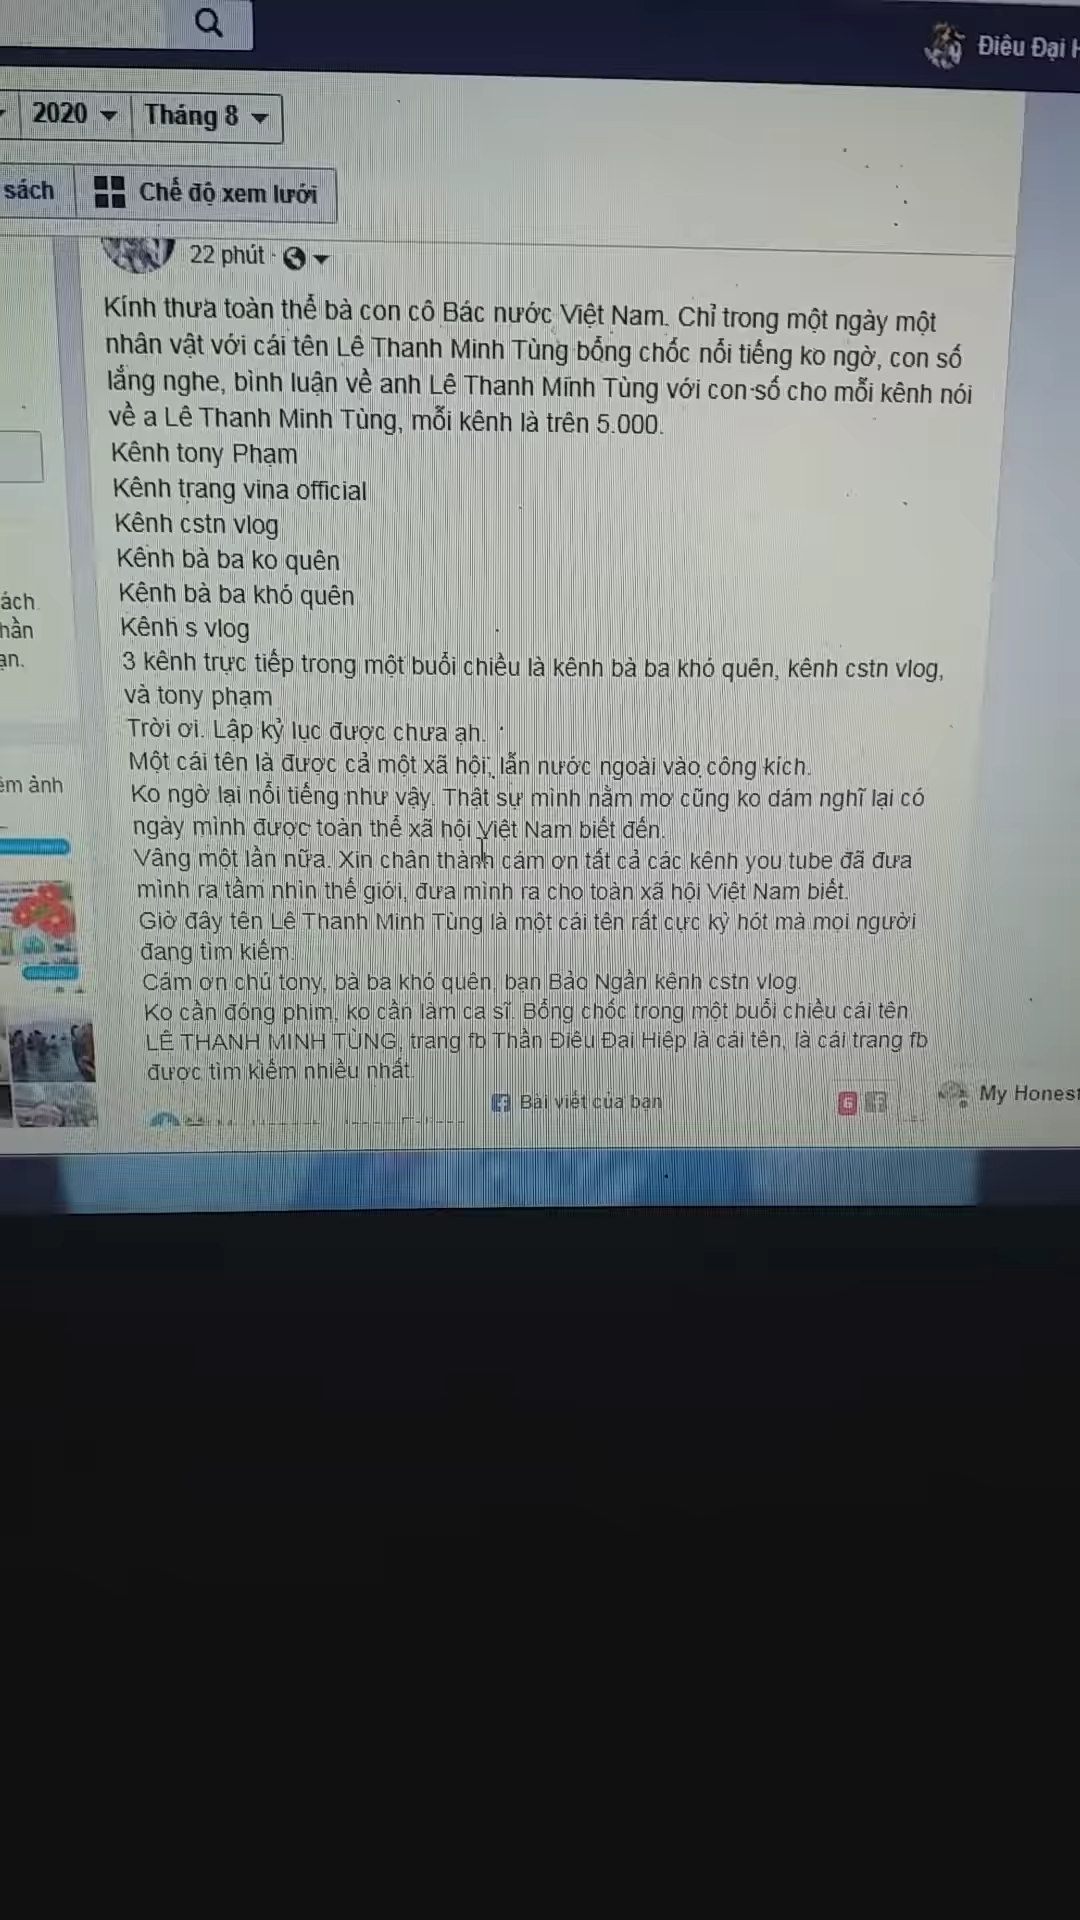 Điêu Đại H
2020 Tháng 8
sách Chế độ xem lưới
22 phút ·
Kính thưa toàn thể bà con cô Bác nước Việt Nam. Chỉ trong một ngày một
nhân vật với cái tên Lê Thanh Minh Tùng bổng chốc nổi tiếng ko ngờ, con số
lắng nghe, bình luận về anh Lê Thanh Minh Tùng với con số cho mỗi kênh nói
về a Lê Thanh Minh Tùng, mỗi kênh là trên 5.000.
Kênh tony Phạm
Kênh trang vina official
Kênh cstn vlog
Kênh bà ba ko quên
Kênh bà ba khó quên
Kênh s vlog
3 kênh trực tiếp trong một buổi chiều là kênh bà ba khó quên, kênh cstn vlog,
và tony phạm
Trời ơi. Lập kỷ lục được chưa ạh.
Một cái tên là được cả một xã hội, lẫn nước ngoài vào công kích.
Ko ngờ lại nổi tiếng như vậy. Thật sự mình nằm mơ cũng ko dám nghĩ lại có
ngày mình được toàn thể xã hội Việt Nam biết đến.
Vâng một lần nữa. Xin chân thành cám ơn tất cả các kênh you tube đã đưa
mình ra tầm nhìn thế giới, đưa mình ra cho toàn xã hội Việt Nam biết.
Giờ đây tên Lê Thanh Minh Tùng là một cái tên rất cực kỳ hót mà mọi người
đang tìm kiếm.
Cám ơn chú tony, bà ba khó quên, bạn Bảo Ngân kênh cstn vlog.
Ko cần đóng phim, ko cần làm ca sĩ. Bổng chốc trong một buổi chiều cái tên
LÊ THANH MINH TÙNG, trang fb Thần Điêu Đại Hiệp là cái tên, là cái trang fb
được tìm kiếm nhiều nhất.
ách
hần
ạn.
êm ảnh
Bài viết của bạn
6
My Honest